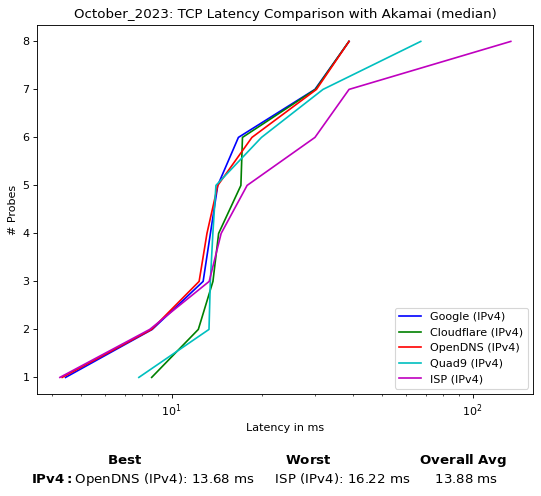 October_2023: TCP Latency Comparison with Akamai (median)
8
7
6
5
4
3
2
1
# Probes
Google (IPv4)
Cloudflare (IPv4)
OpenDNS (IPv4)
Quad9 (IPv4)
ISP (IPv4)
10¹ 10²
Latency in ms
Best Worst Overall Avg
IPv4: OpenDNS (IPv4): 13.68 ms ISP (IPv4): 16.22 ms 13.88 ms